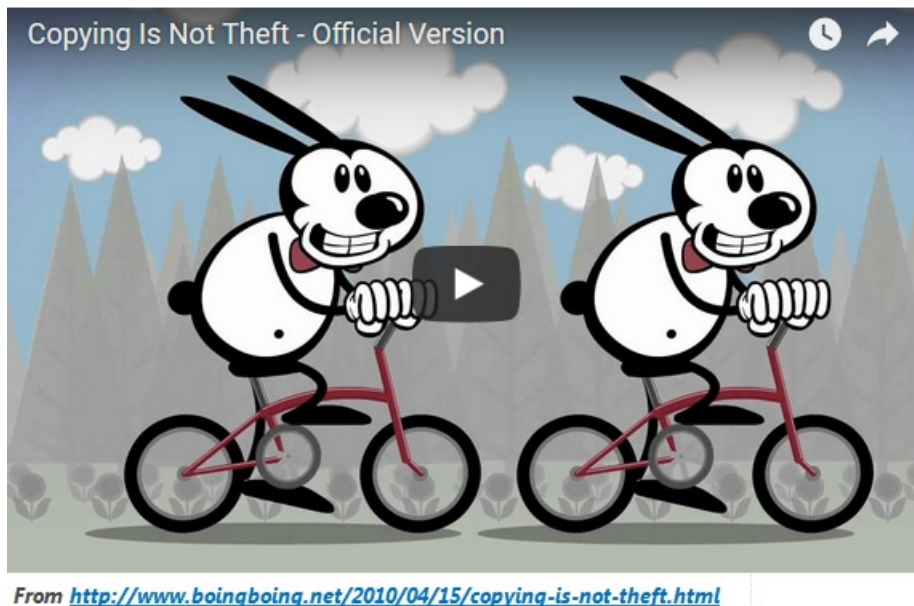 Copying Is Not Theft - Official Version
From http://www.boingboing.net/2010/04/15/copying-is-not-theft.html